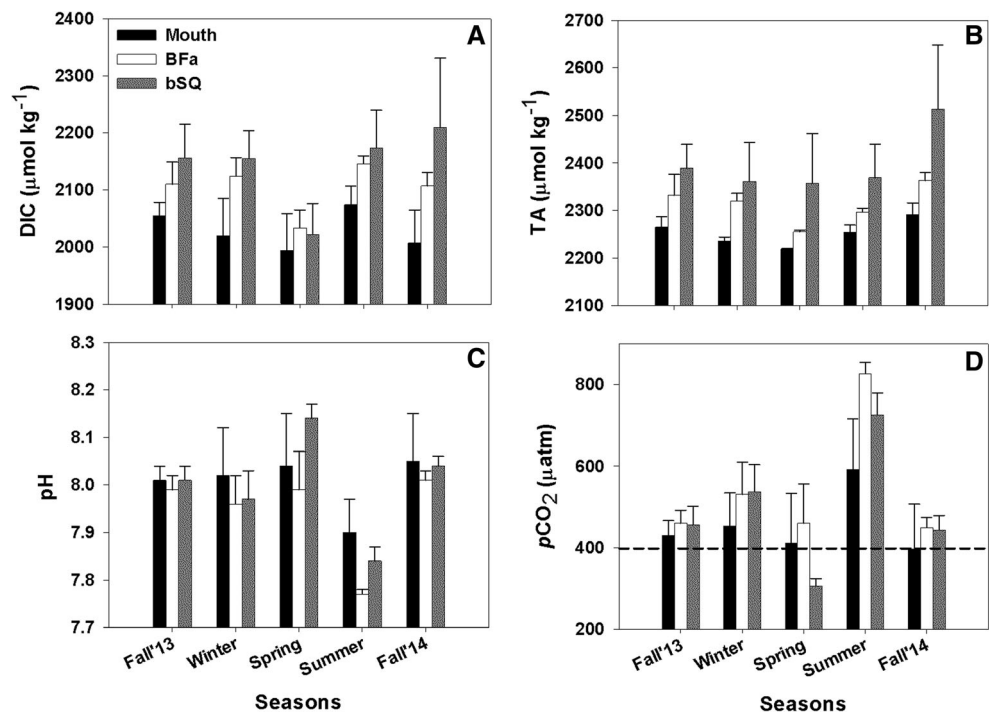 A
Mouth
BFa
bSQ
DIC (μmol kg⁻¹)
2400
2300
2200
2100
2000
1900
B
TA (μmol kg⁻¹)
2700
2600
2500
2400
2300
2200
2100
C
pH
8.3
8.2
8.1
8.0
7.9
7.8
7.7
Fall'13
Winter
Spring
Summer
Fall'14
Seasons
D
pCO₂ (μatm)
800
600
400
200
Fall'13
Winter
Spring
Summer
Fall'14
Seasons